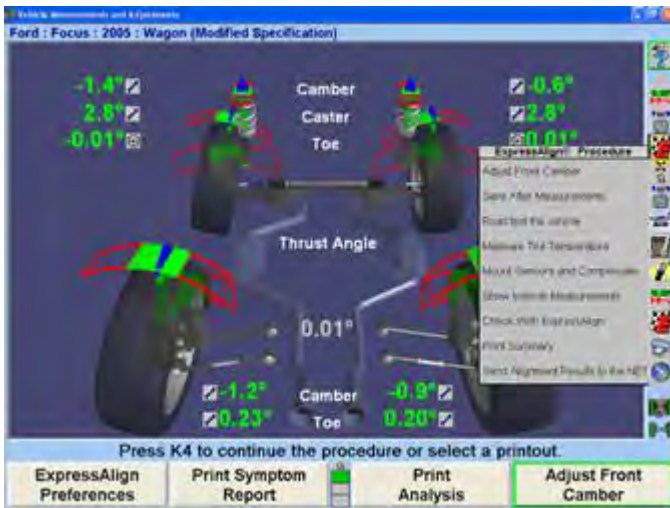 Vehicle Measurements and Adjustments
Ford : Focus : 2005 : Wagon (Modified Specification)
-1.4° Camber -0.6°
2.8° Caster 2.8°
-0.01° Toe 0.01°
ExpressAlign Procedure
Adjust Front Camber
Save After Measurements
Road test the vehicle
Measure Tire Temperature
Mount Sensors and Compensate
Show Vehicle Measurements
Check With ExpressAlign
Print Summary
Send Alignment Results to the NET
Thrust Angle
0.01°
-1.2° Camber -0.9°
0.23° Toe 0.20°
Press K4 to continue the procedure or select a printout.
ExpressAlign Preferences
Print Symptom Report
Print Analysis
Adjust Front Camber